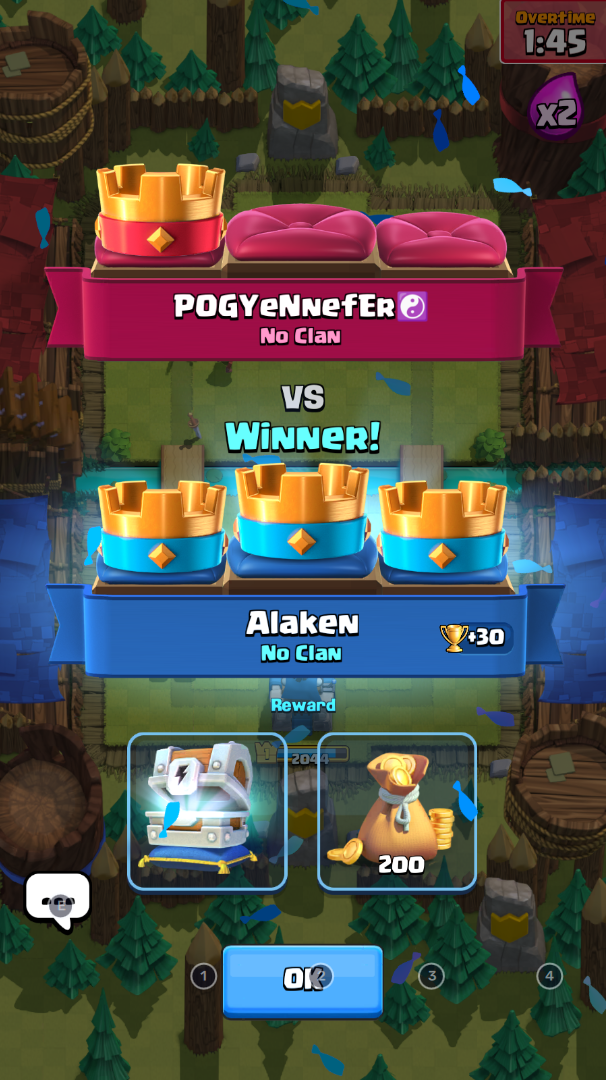 Overtime
1:45
x2
POGYeNNefEr☯
No Clan
VS
Winner!
Alaken
+30
No Clan
Reward
2044
200
E
1
OK
2
3
4